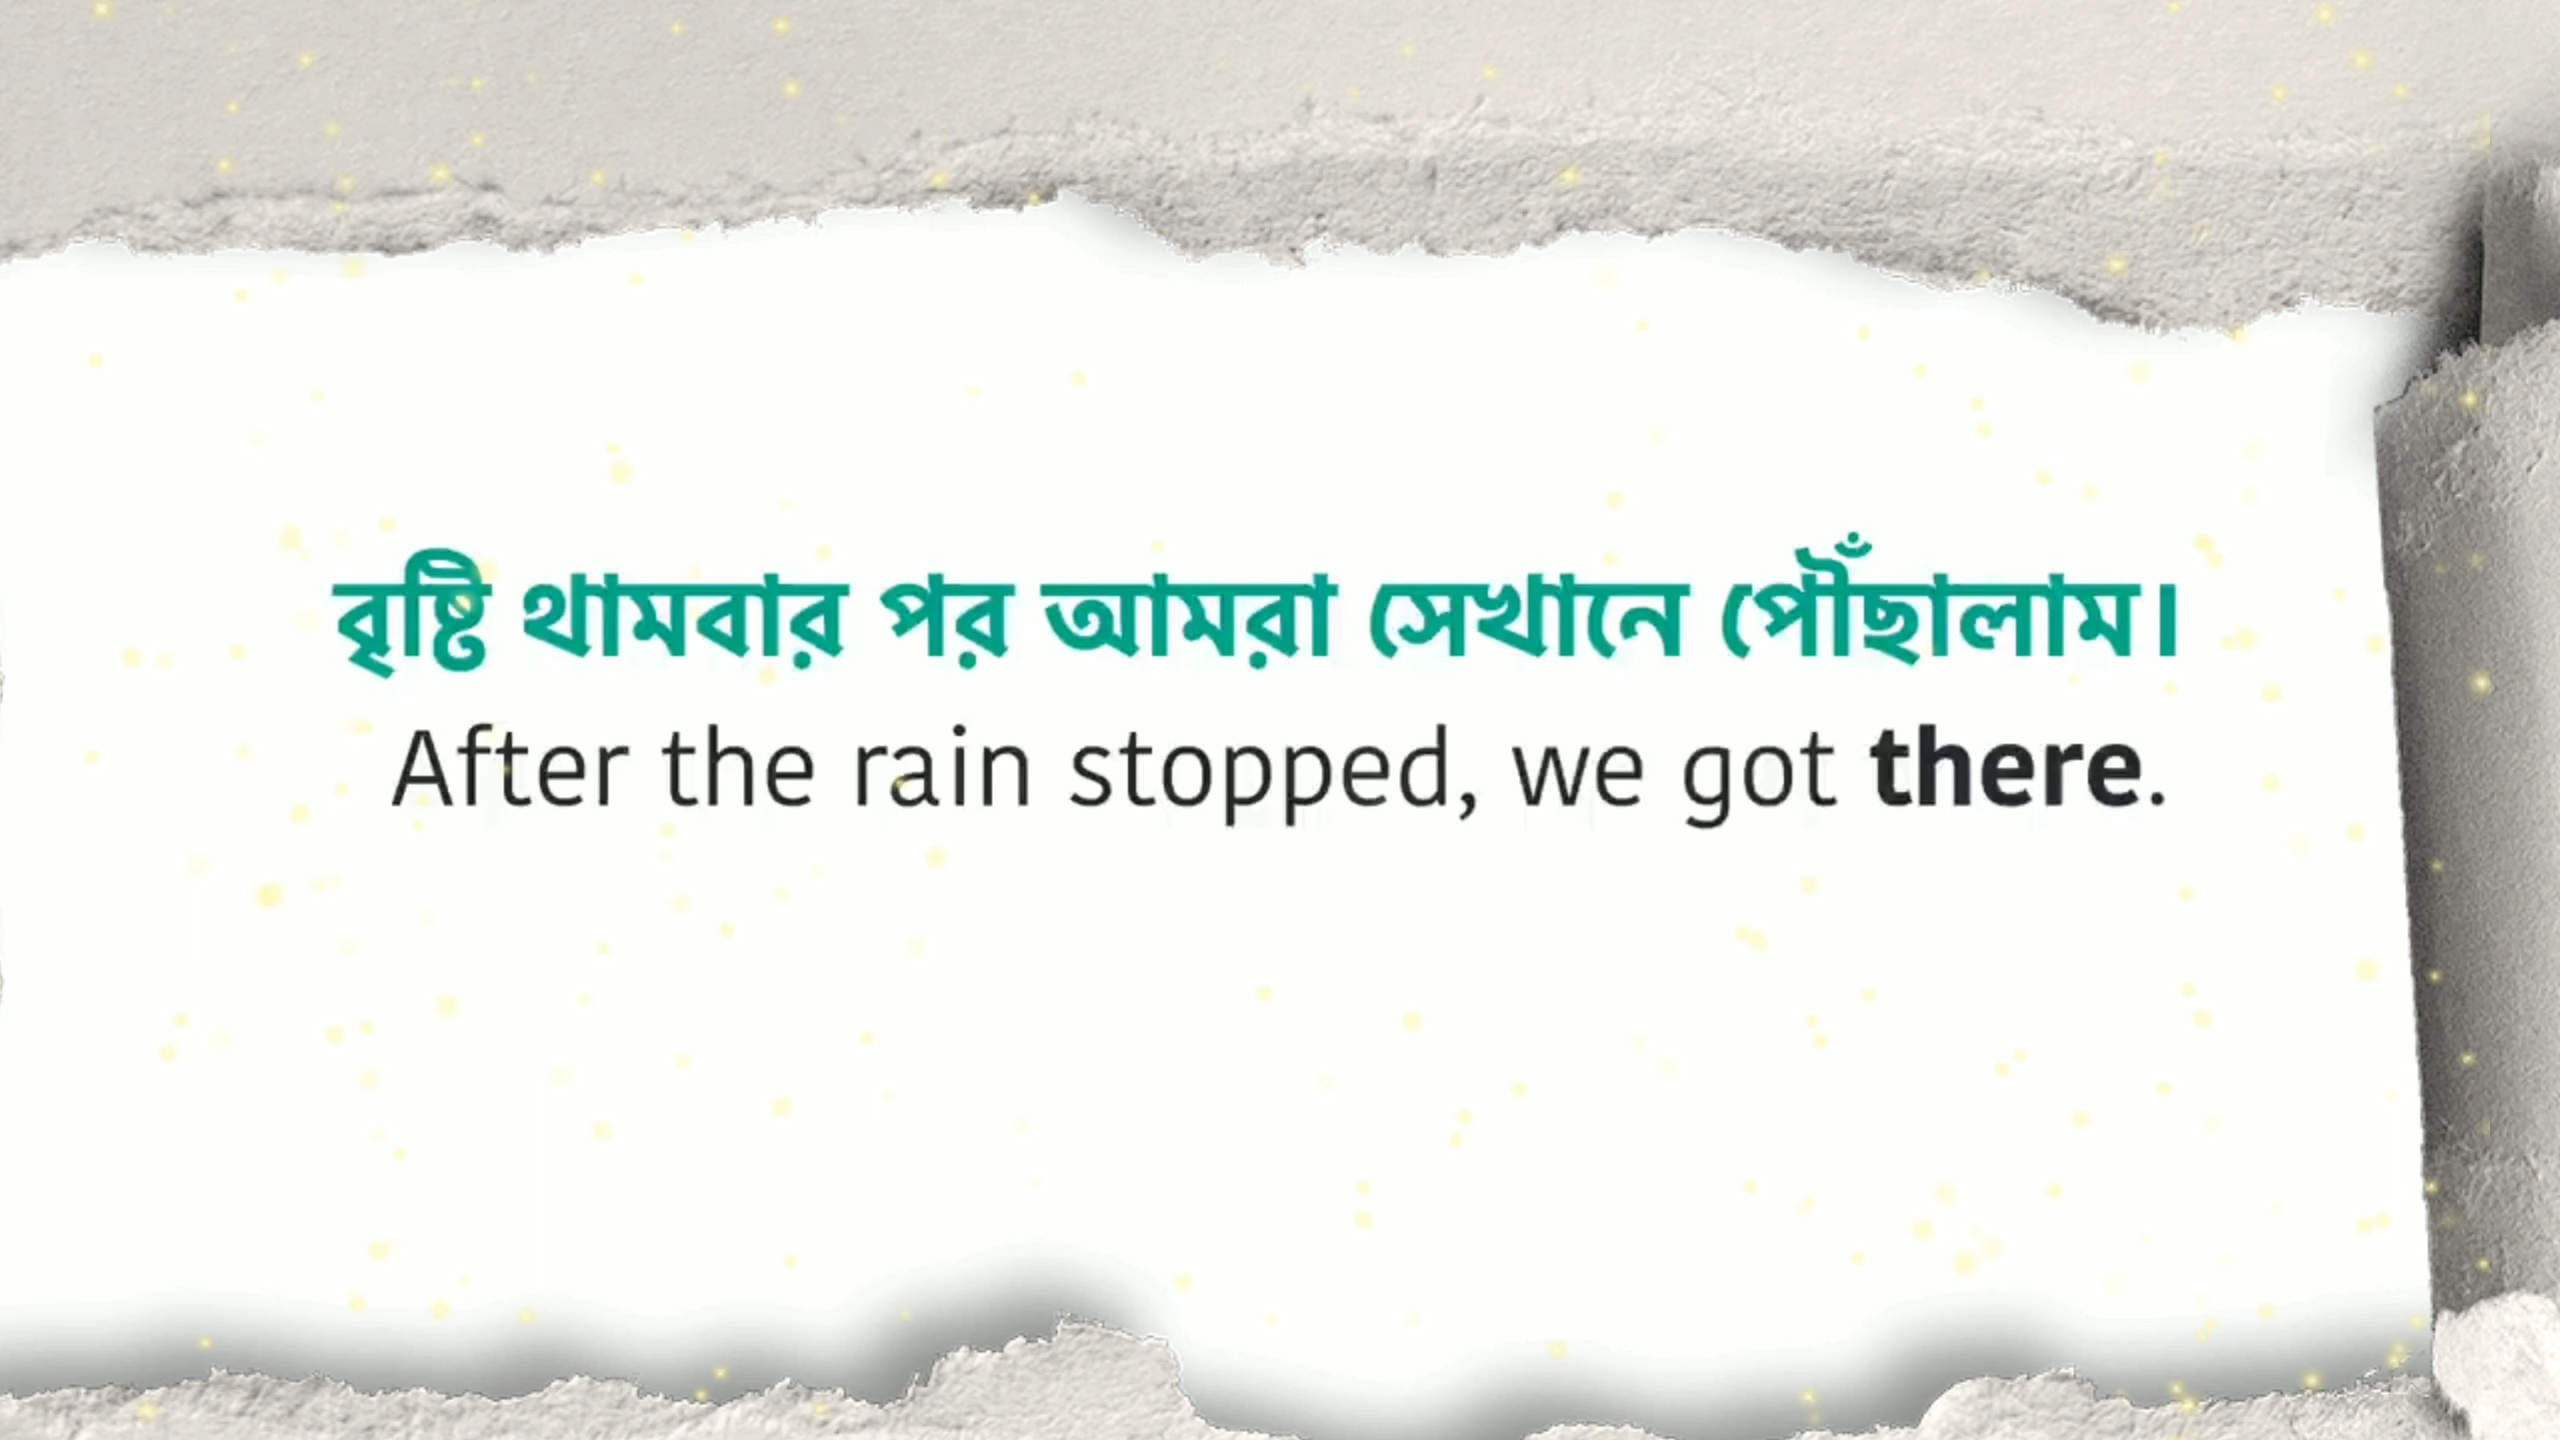 বৃষ্টি থামবার পর আমরা সেখানে পৌঁছালাম।
After the rain stopped, we got there.